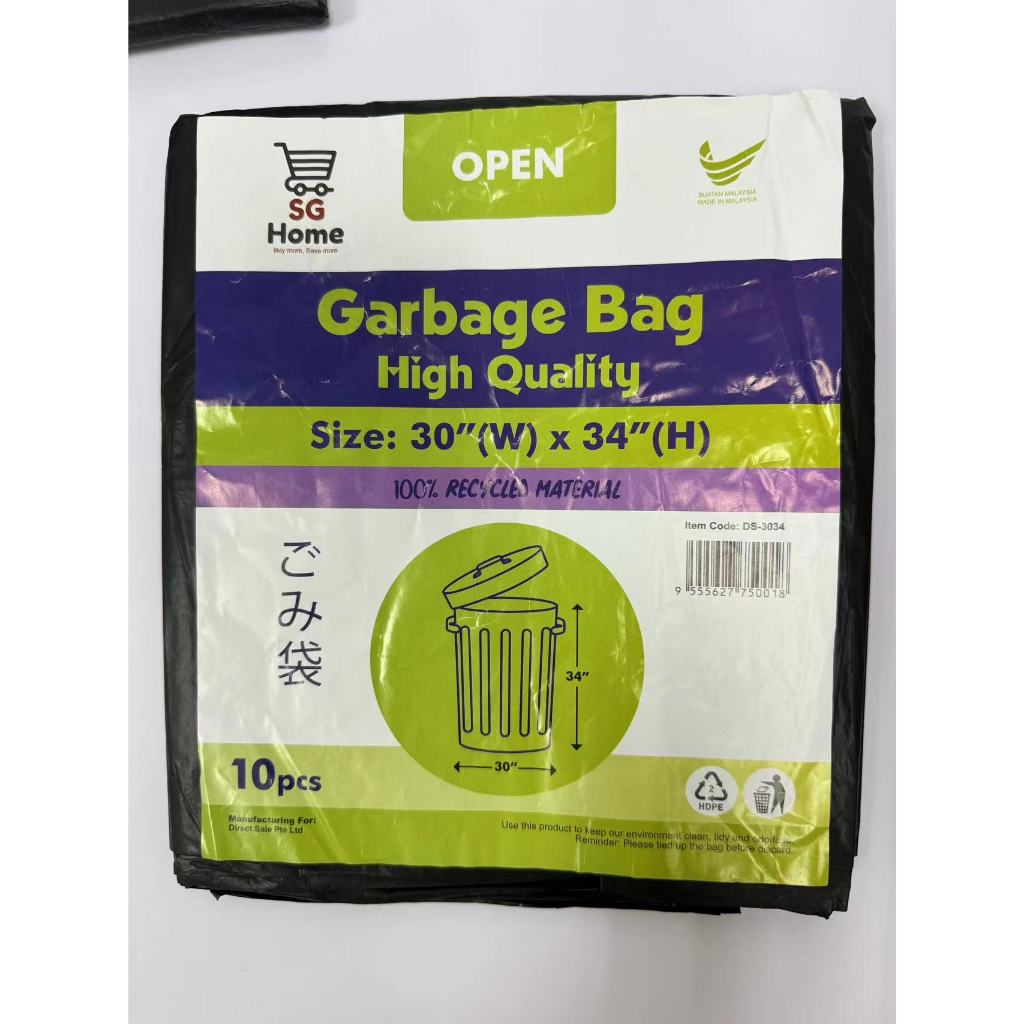 SG
Home
Buy more, Save more
OPEN
BUATAN MALAYSIA
MADE IN MALAYSIA
Garbage Bag
High Quality
Size: 30"(W) x 34"(H)
100% RECYCLED MATERIAL
Item Code: DS-3034
9 555627 750018
ごみ袋
34"
30"
10pcs
2
HDPE
Manufacturing For:
Direct Sale Pte Ltd
Use this product to keep our environment clean, tidy and odorless.
Reminder: Please tied up the bag before discard.